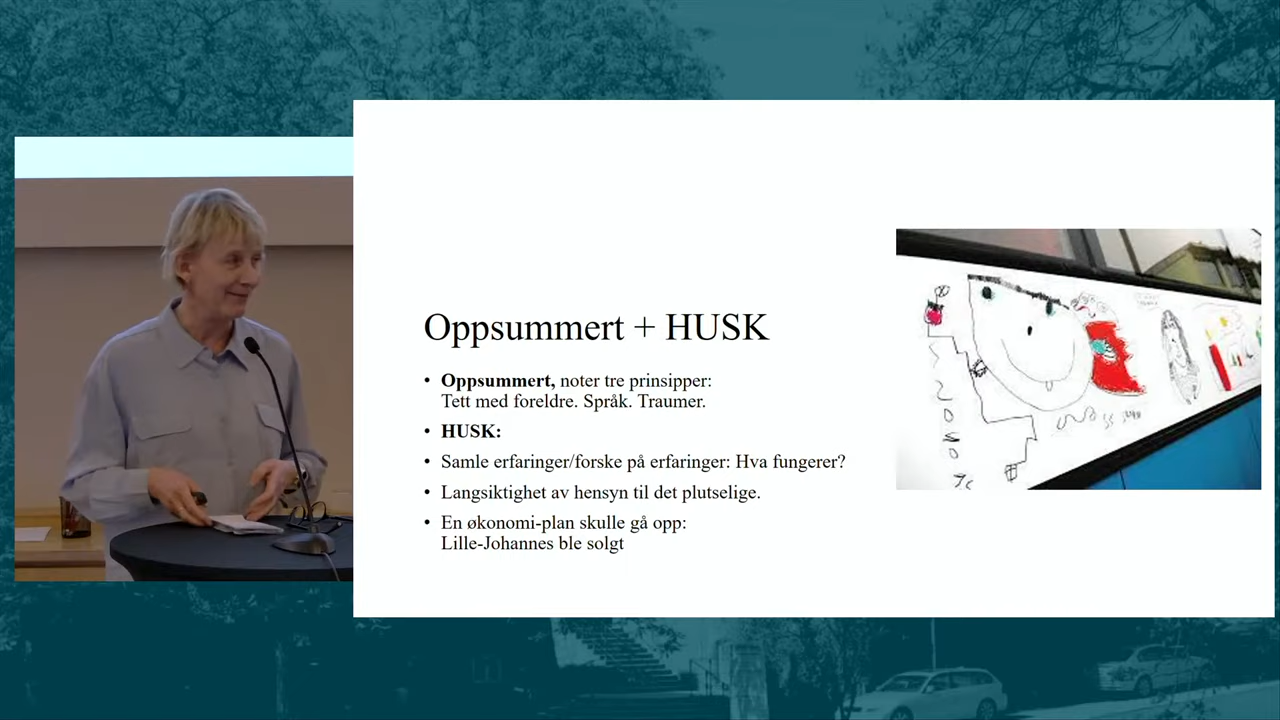 Oppsummert + HUSK
• Oppsummert, noter tre prinsipper:
Tett med foreldre. Språk. Traumer.
• HUSK:
• Samle erfaringer/forske på erfaringer: Hva fungerer?
• Langsiktighet av hensyn til det plutselige.
• En økonomi-plan skulle gå opp:
Lille-Johannes ble solgt